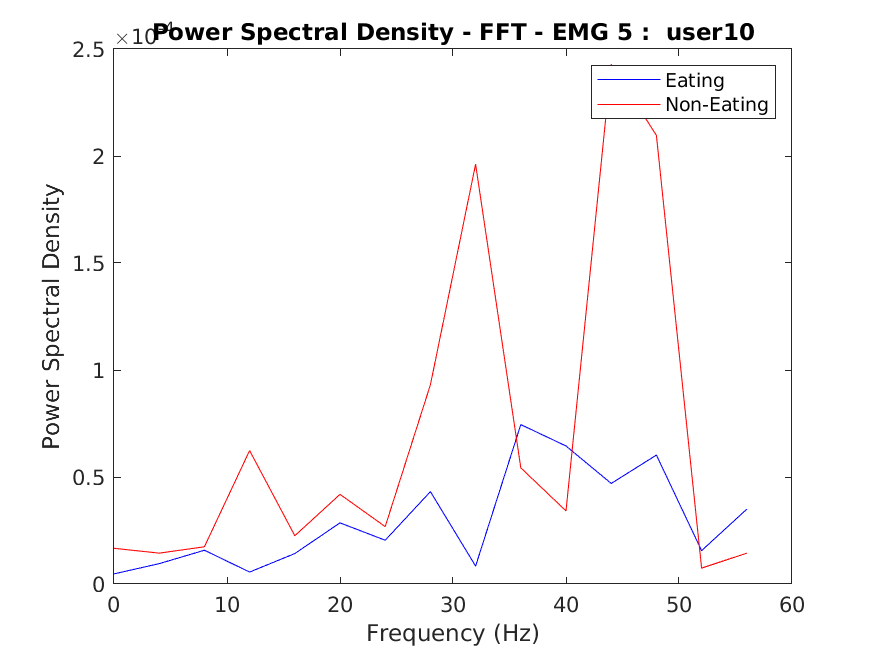 Power Spectral Density - FFT - EMG 5 : user10
×10
2.5
2
1.5
1
0.5
0
Power Spectral Density
Eating
Non-Eating
0 10 20 30 40 50 60
Frequency (Hz)